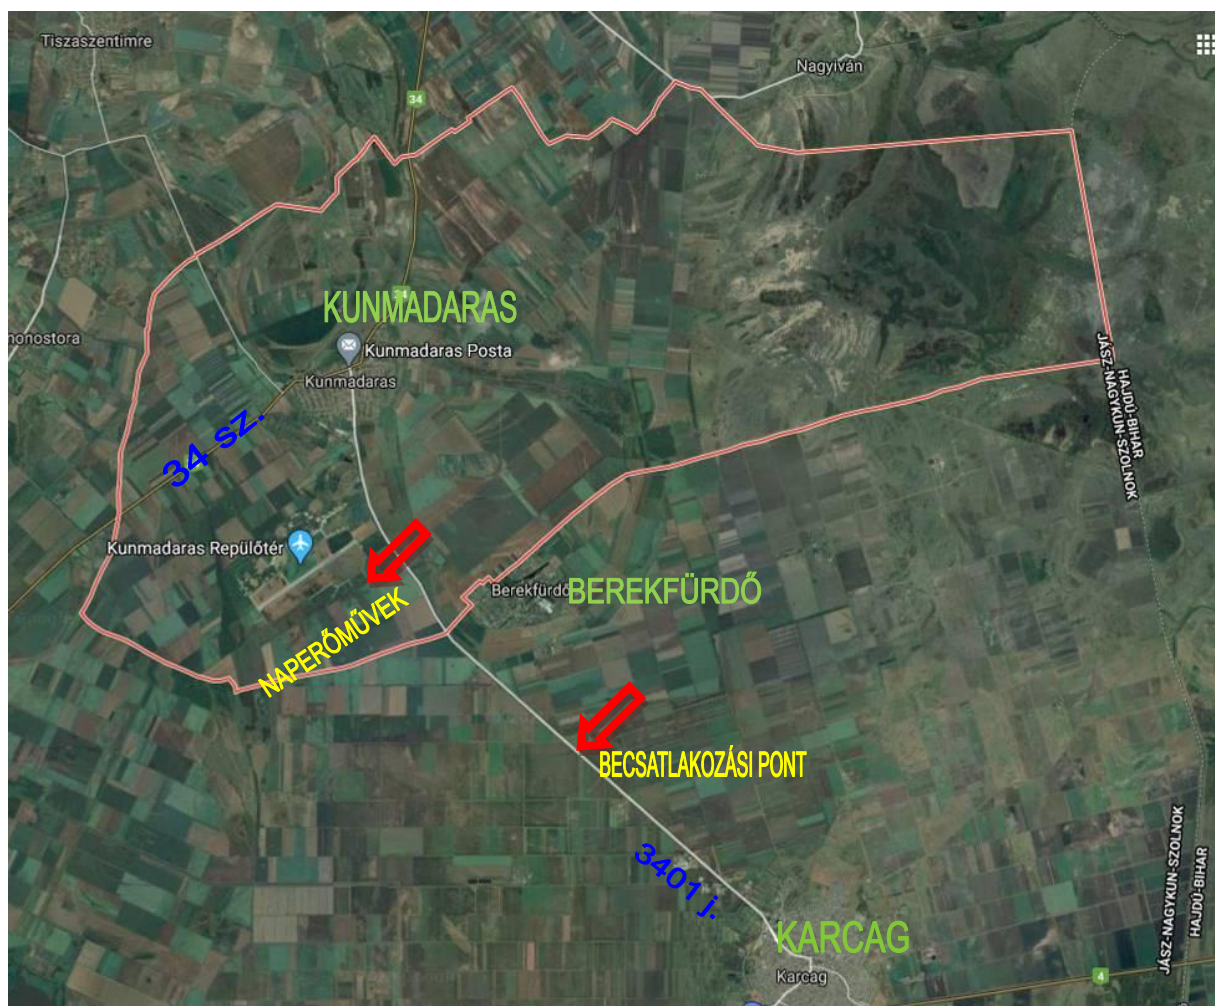 Tiszaszentimre
Nagyiván
34
KUNMADARAS
nonostora
Kunmadaras Posta
Kunmadaras
34 sz.
HAJDÚ-BIHAR
JÁSZ-NAGYKUN-SZOLNOK
Kunmadaras Repülőtér
Berekfürdő
BEREKFÜRDŐ
NAPERŐMŰVEK
BECSATLAKOZÁSI PONT
3401 j.
KARCAG
Karcag
4
JÁSZ-NAGYKUN-SZOLNOK
HAJDÚ-BIHAR